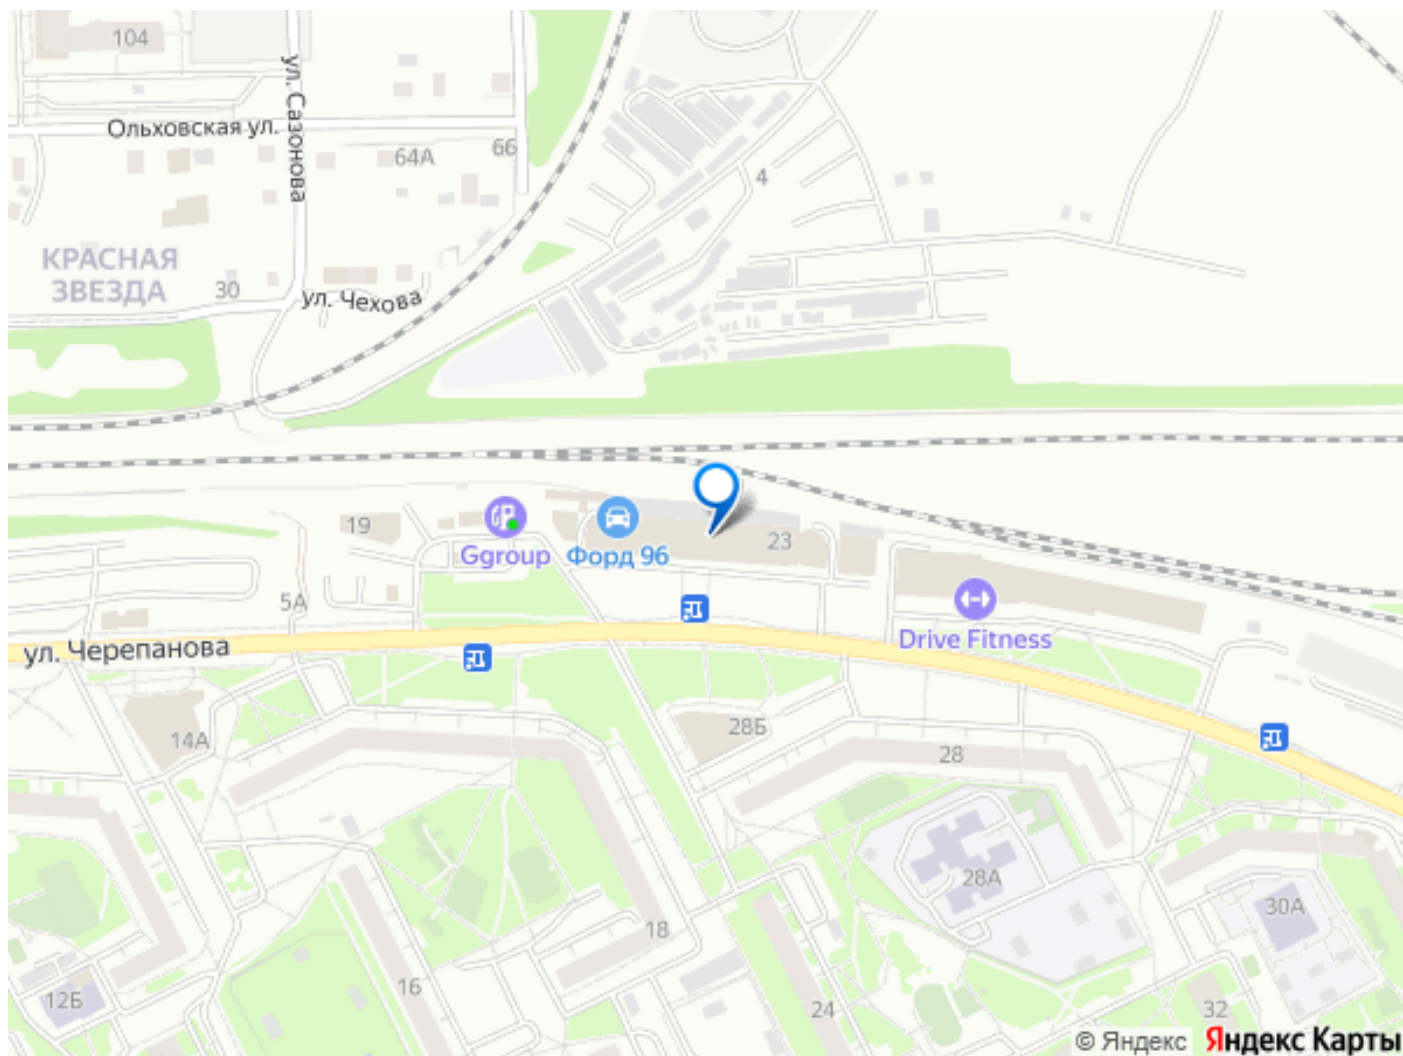 104
ул. Сазонова
Ольховская ул.
64А
66
4
КРАСНАЯ
ЗВЕЗДА
30
ул. Чехова
19
Ggroup
Форд 96
23
5А
Drive Fitness
ул. Черепанова
14А
28Б
28
28А
30А
18
16
12Б
24
32
© Яндекс
Яндекс Карты